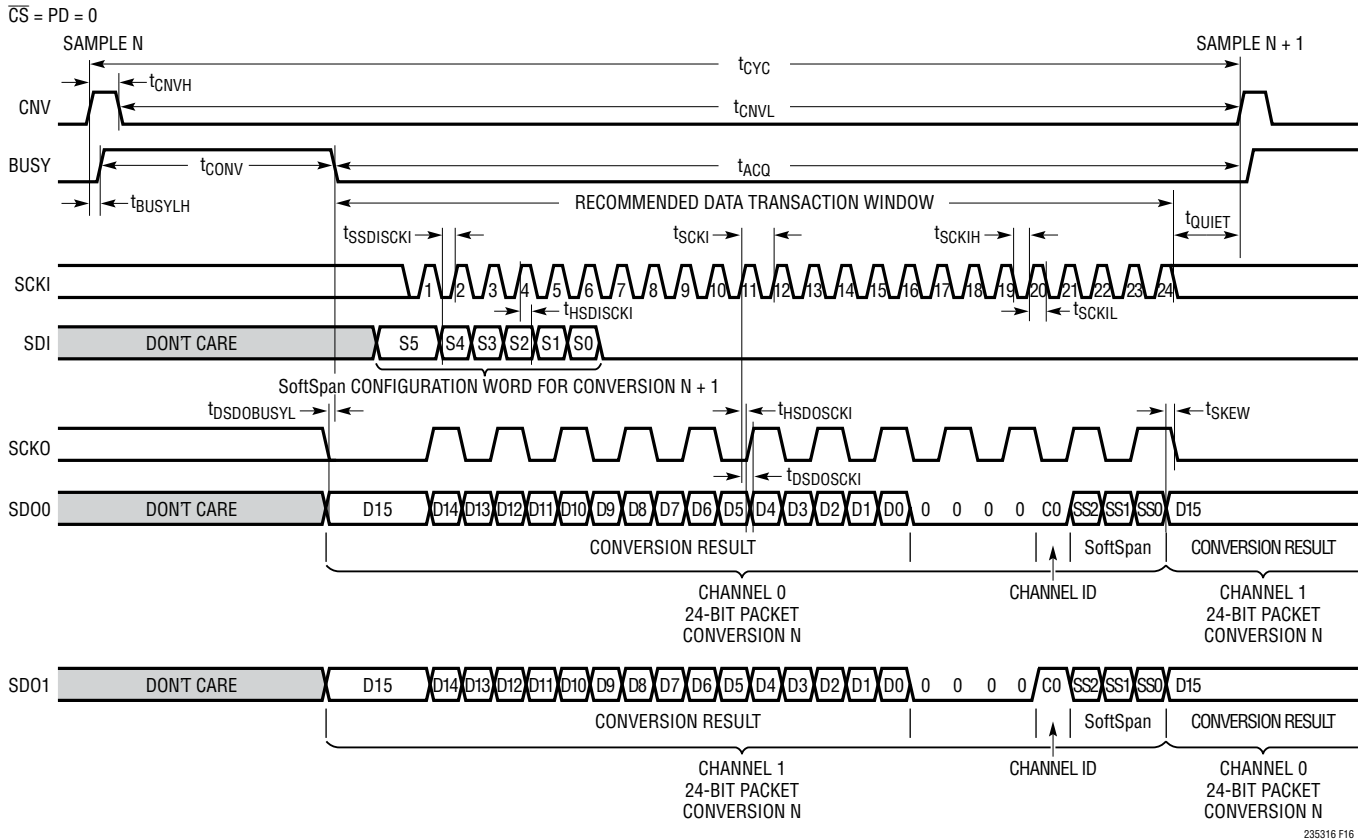 CS = PD = 0
SAMPLE N
SAMPLE N + 1
tCYC
tCNVH
CNV
tCNVL
BUSY
tCONV
tACQ
tBUSYLH
RECOMMENDED DATA TRANSACTION WINDOW
tQUIET
tSSDISCKI
tSCKI
tSCKIH
SCKI
1 2 3 4 5 6 7 8 9 10 11 12 13 14 15 16 17 18 19 20 21 22 23 24
tHSDISCKI
tSCKIL
SDI
DON'T CARE
S5 S4 S3 S2 S1 S0
SoftSpan CONFIGURATION WORD FOR CONVERSION N + 1
tDSDOBUSYL
tHSDOSCKI
tSKEW
SCKO
tDSDOSCKI
SDO0
DON'T CARE
D15 D14 D13 D12 D11 D10 D9 D8 D7 D6 D5 D4 D3 D2 D1 D0 0 0 0 0 C0 SS2 SS1 SS0 D15
CONVERSION RESULT
SoftSpan
CONVERSION RESULT
CHANNEL 0
24-BIT PACKET
CONVERSION N
CHANNEL ID
CHANNEL 1
24-BIT PACKET
CONVERSION N
SDO1
DON'T CARE
D15 D14 D13 D12 D11 D10 D9 D8 D7 D6 D5 D4 D3 D2 D1 D0 0 0 0 0 C0 SS2 SS1 SS0 D15
CONVERSION RESULT
SoftSpan
CONVERSION RESULT
CHANNEL 1
24-BIT PACKET
CONVERSION N
CHANNEL ID
CHANNEL 0
24-BIT PACKET
CONVERSION N
235316 F16